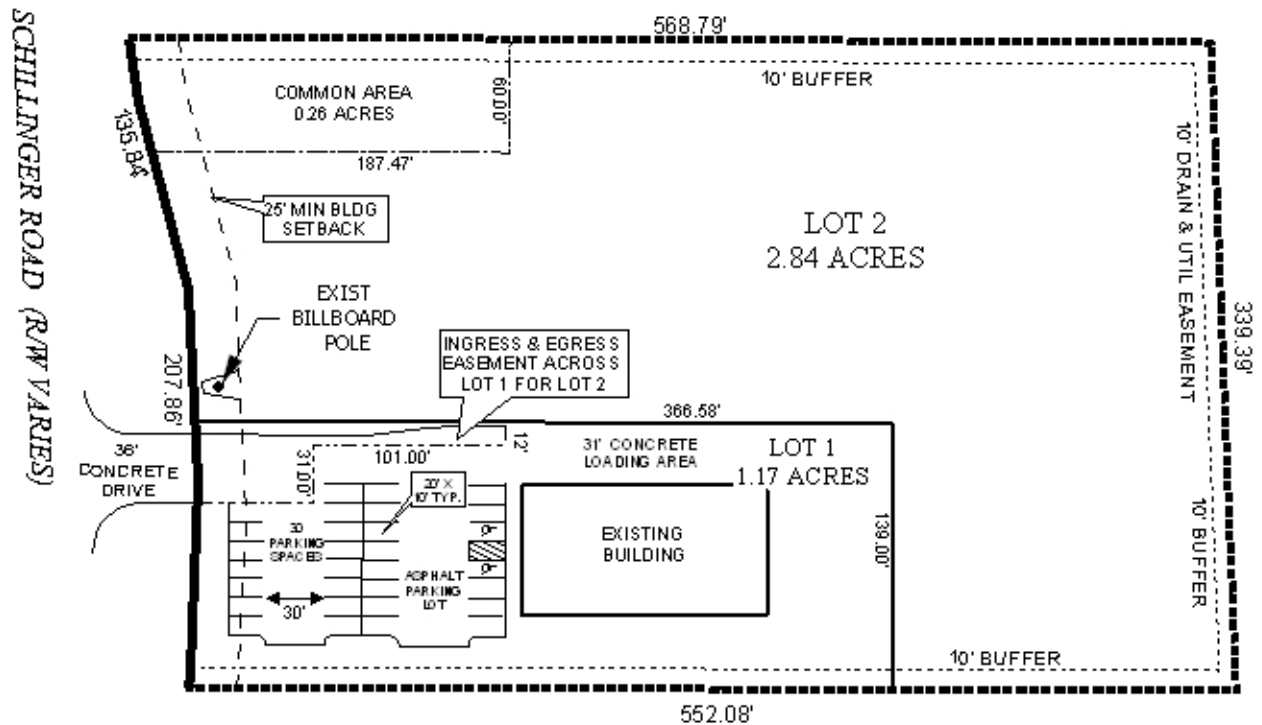 568.79'
SCHILLINGER ROAD (R/W VARIES)
10' BUFFER
COMMON AREA
0.26 ACRES
60.00'
135.84'
187.47'
10' DRAIN & UTIL EASEMENT
25' MIN BLDG
SETBACK
LOT 2
2.84 ACRES
EXIST
BILLBOARD
POLE
339.39'
INGRESS & EGRESS
EASEMENT ACROSS
LOT 1 FOR LOT 2
207.86'
366.58'
36'
CONCRETE
DRIVE
31.00'
101.00'
12'
31' CONCRETE
LOADING AREA
LOT 1
1.17 ACRES
20' X
10' TYP.
30
PARKING
SPACES
30'
ASPHALT
PARKING
LOT
EXISTING
BUILDING
139.00'
10' BUFFER
10' BUFFER
552.08'